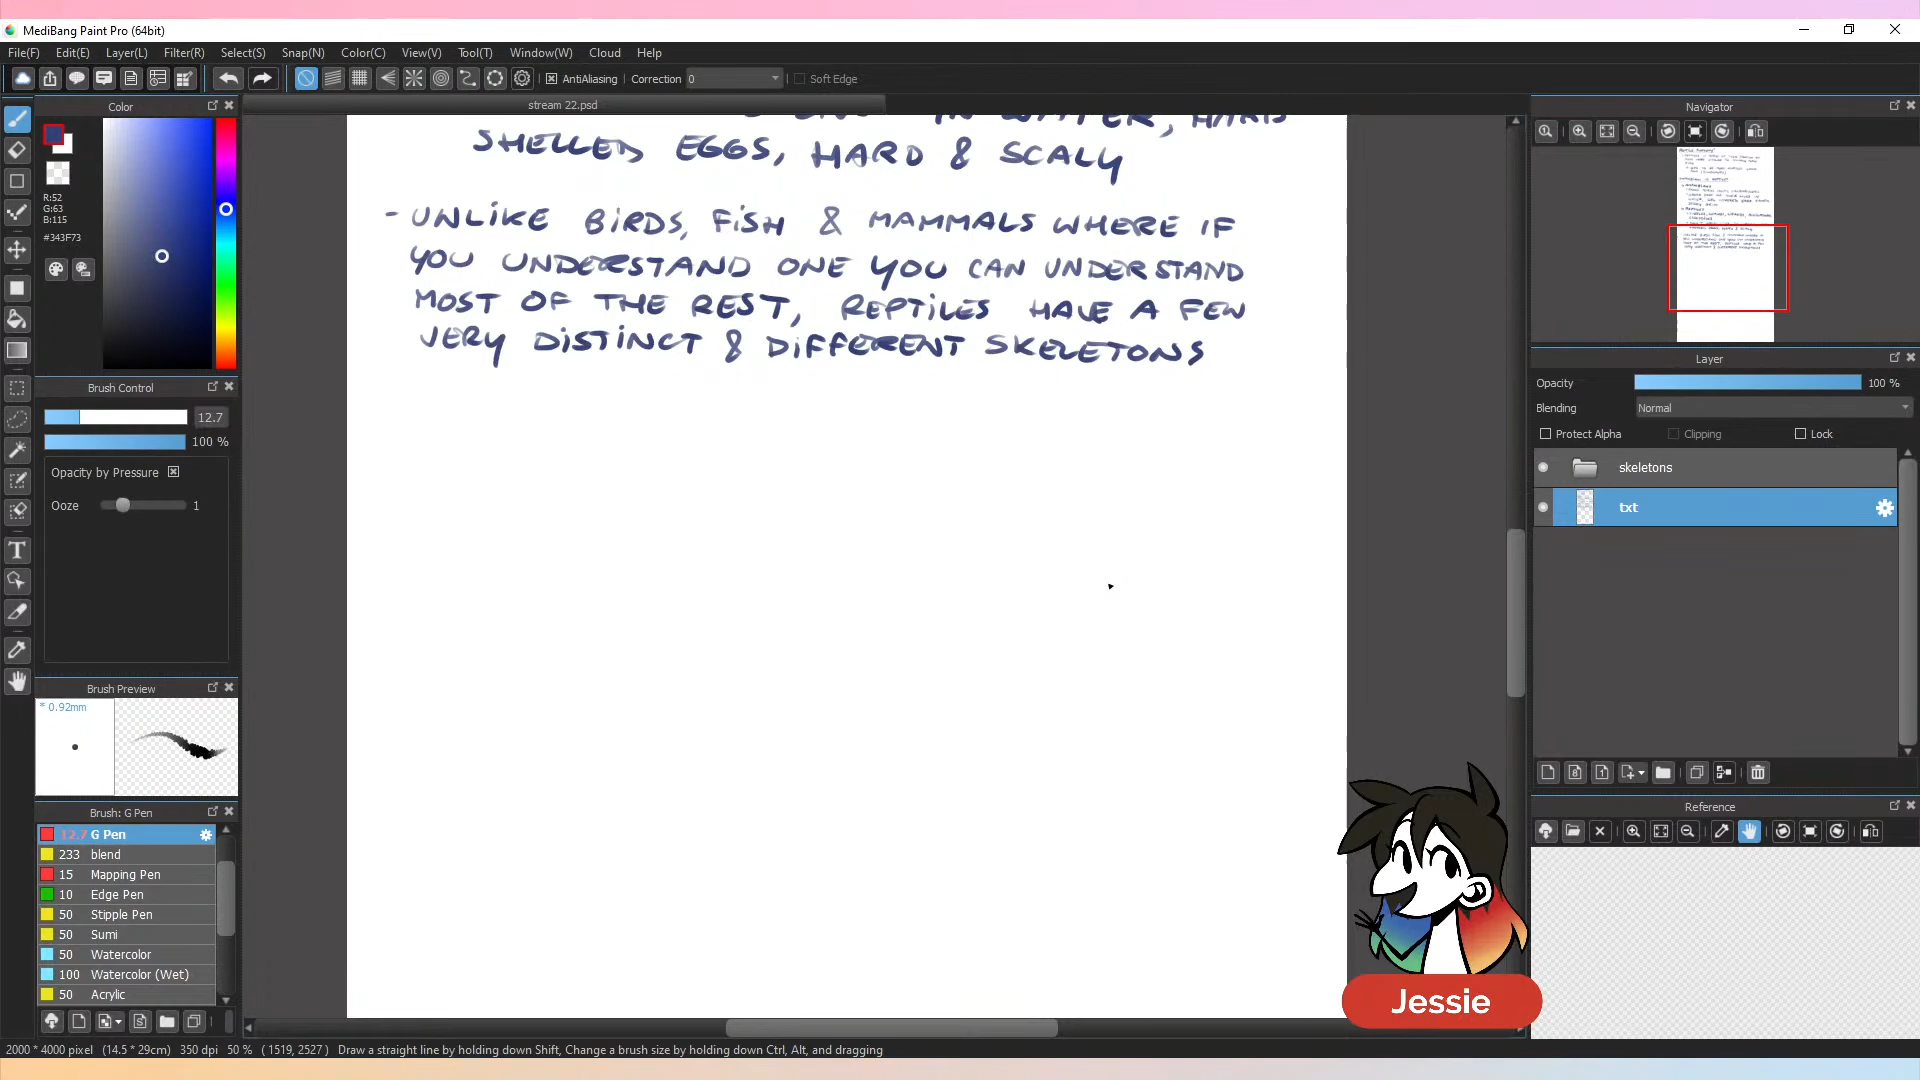 MediBang Paint Pro (64bit)
File(F) Edit(E) Layer(L) Filter(R) Select(S) Snap(N) Color(C) View(V) Tool(T) Window(W) Cloud Help
AntiAliasing Correction 0 Soft Edge
Color
R:52
G:63
B:115
#343F73
Brush Control
12.7
100 %
Opacity by Pressure
Ooze 1
Brush Preview
* 0.92mm
Brush: G Pen
12.7 G Pen
233 blend
15 Mapping Pen
10 Edge Pen
50 Stipple Pen
50 Sumi
50 Watercolor
100 Watercolor (Wet)
50 Acrylic
stream 22.psd
IN WATER, HARD
SHELLED EGGS, HARD & SCALY
- UNLIKE BIRDS, FISH & MAMMALS WHERE IF
YOU UNDERSTAND ONE YOU CAN UNDERSTAND
MOST OF THE REST, REPTILES HAVE A FEW
VERY DISTINCT & DIFFERENT SKELETONS
Jessie
Navigator
Layer
Opacity 100 %
Blending Normal
Protect Alpha Clipping Lock
skeletons
txt
Reference
2000 * 4000 pixel (14.5 * 29cm) 350 dpi 50 % ( 1519, 2527 ) Draw a straight line by holding down Shift, Change a brush size by holding down Ctrl, Alt, and dragging